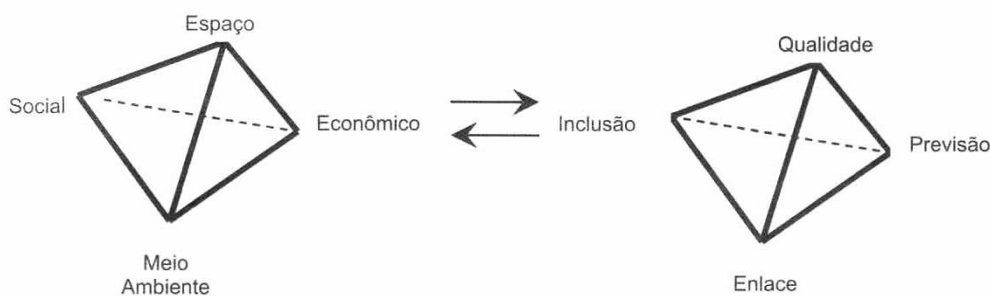 Espaço
Social
Econômico
Meio
Ambiente
Qualidade
Inclusão
Previsão
Enlace